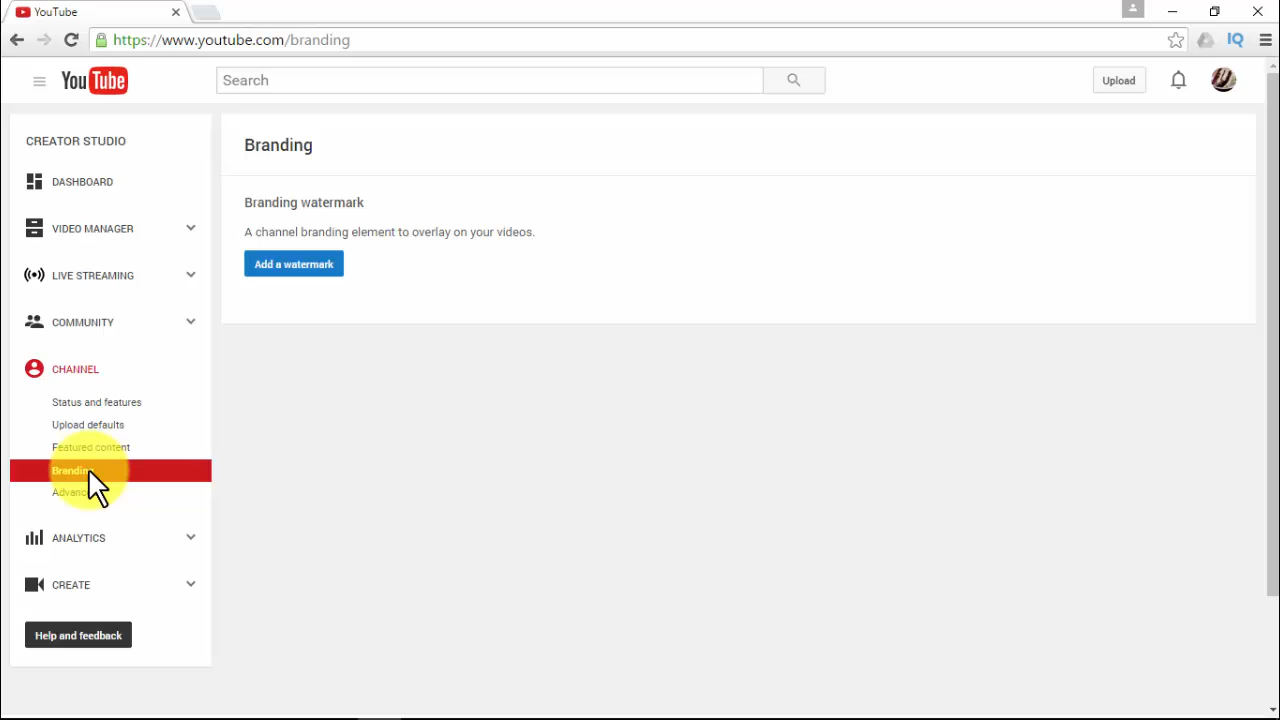 YouTube
https://www.youtube.com/branding
IQ
YouTube
Search
Upload
CREATOR STUDIO
DASHBOARD
VIDEO MANAGER
LIVE STREAMING
COMMUNITY
CHANNEL
Status and features
Upload defaults
Featured content
Branding
ANALYTICS
CREATE
Help and feedback
Branding
Branding watermark
A channel branding element to overlay on your videos.
Add a watermark